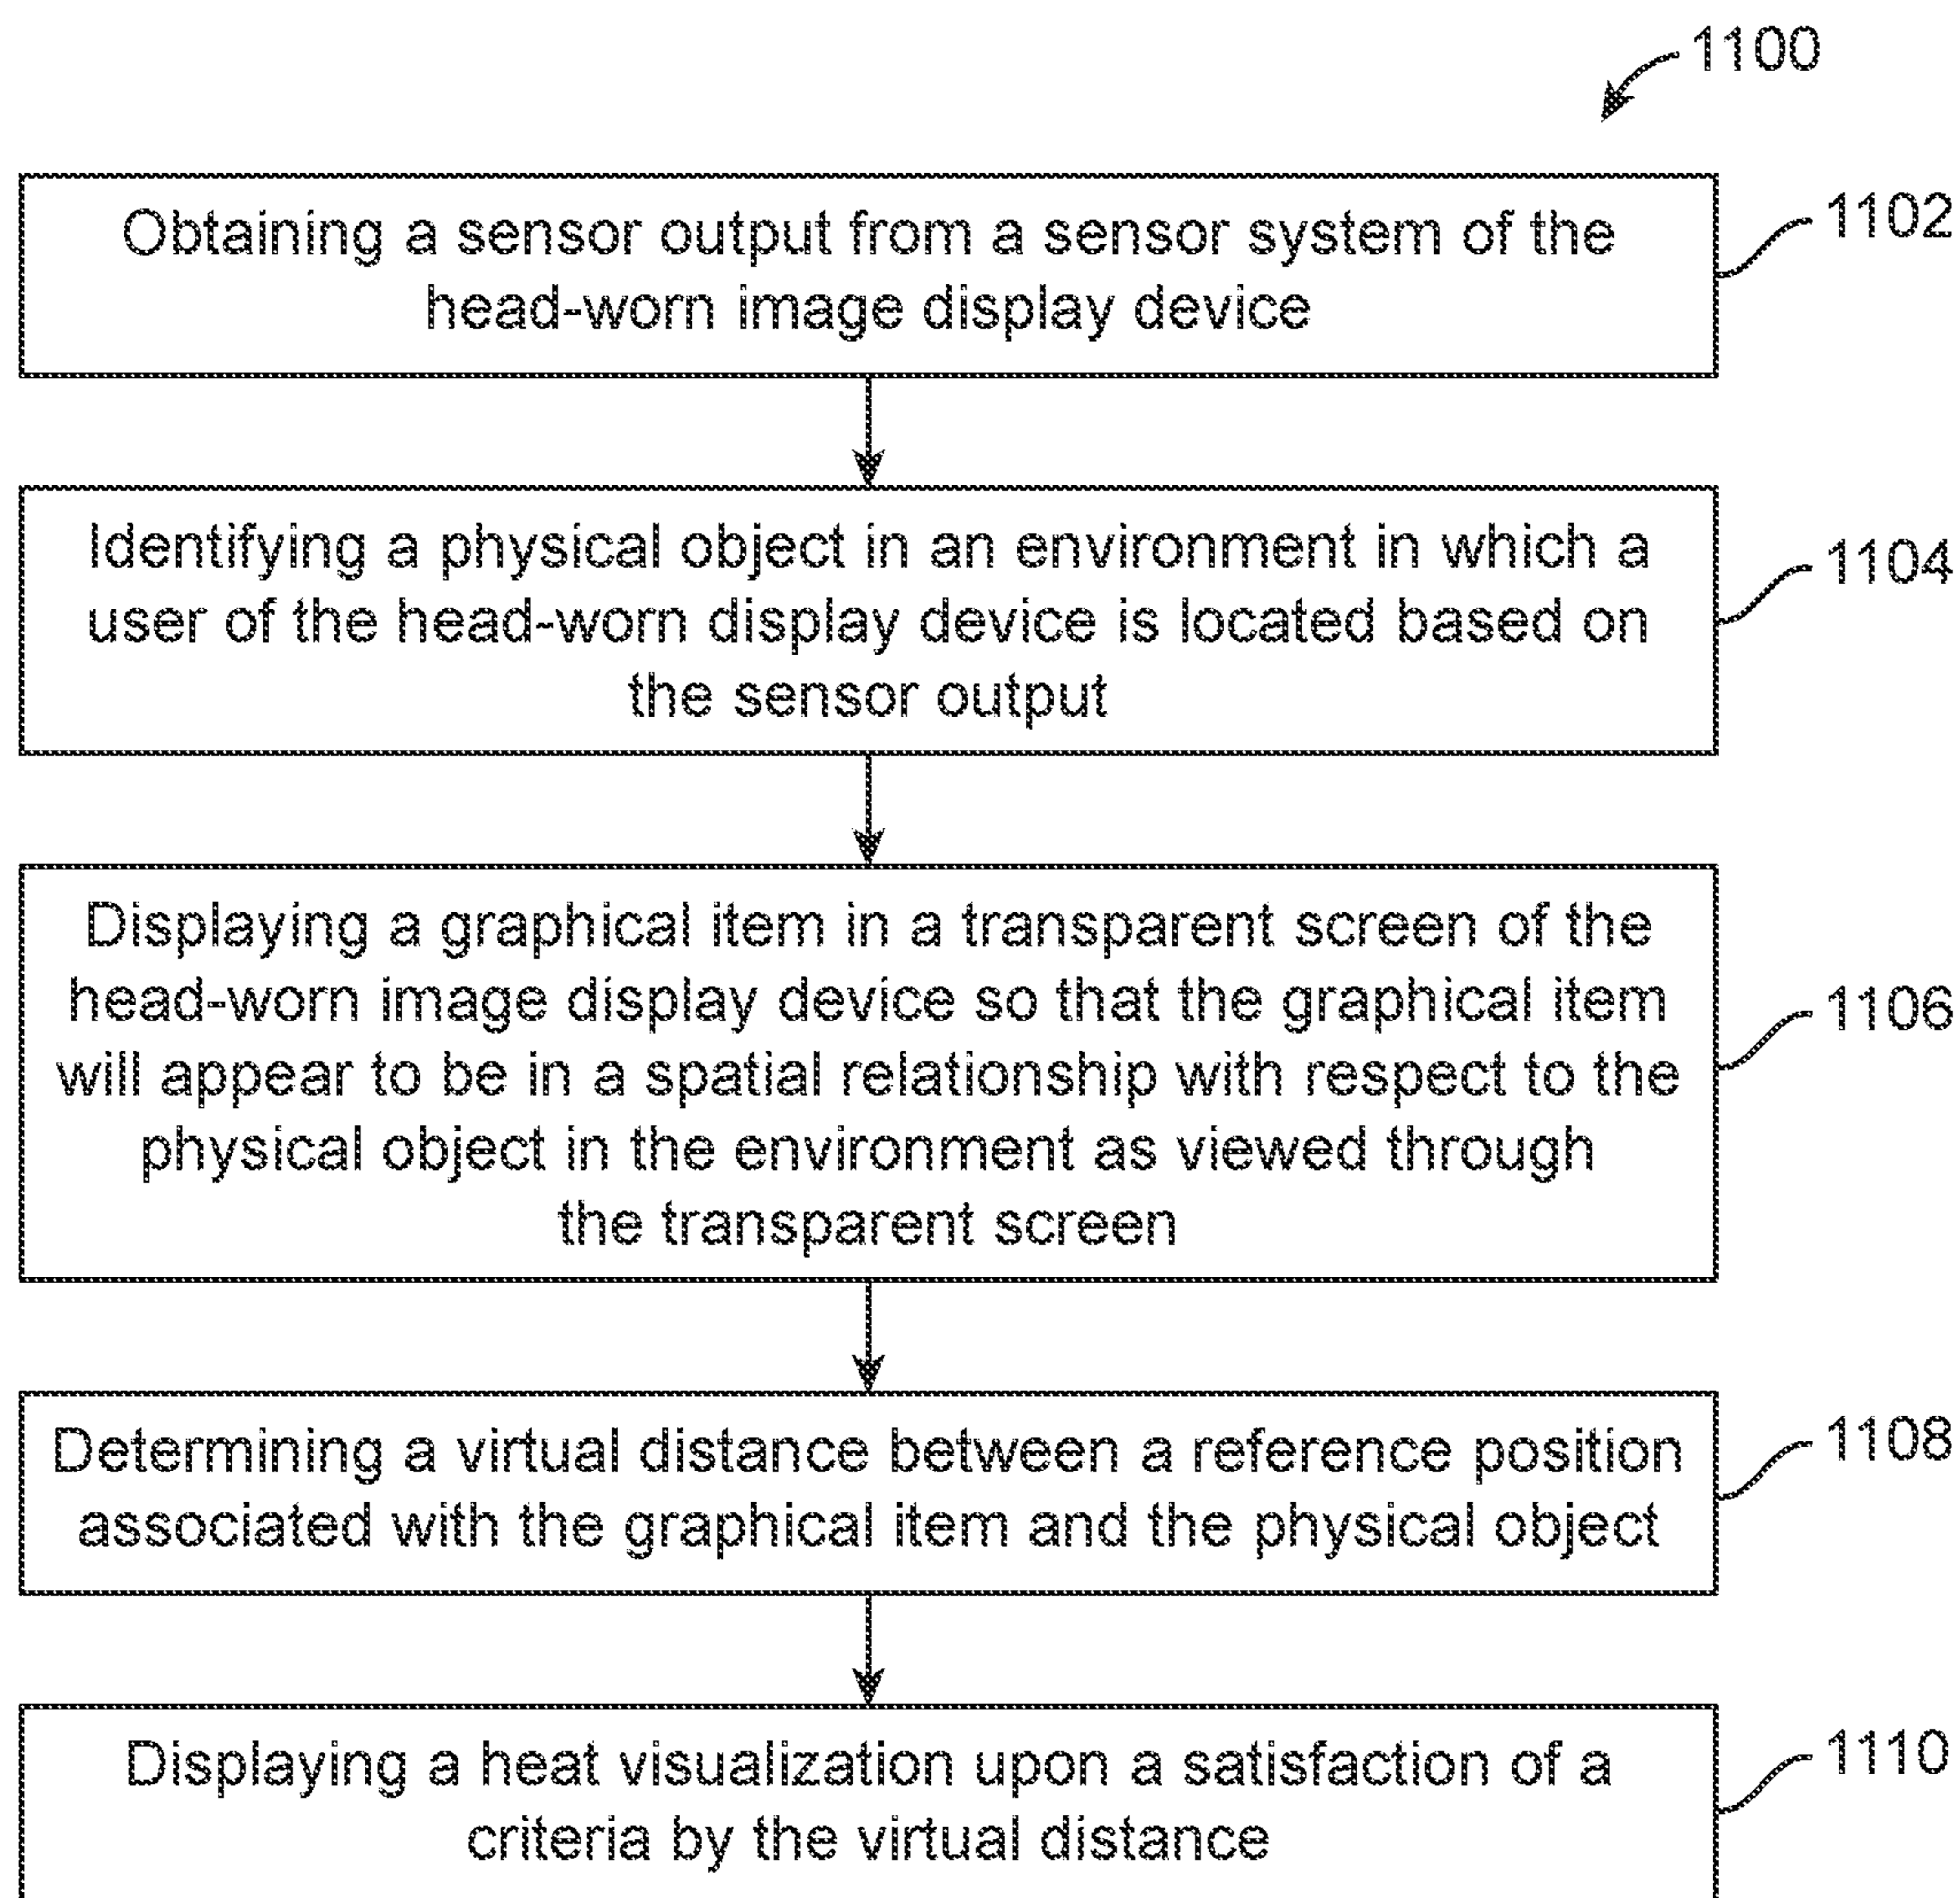 1100
Obtaining a sensor output from a sensor system of the
head-worn image display device
1102
Identifying a physical object in an environment in which a
user of the head-worn display device is located based on
the sensor output
1104
Displaying a graphical item in a transparent screen of the
head-worn image display device so that the graphical item
will appear to be in a spatial relationship with respect to the
physical object in the environment as viewed through
the transparent screen
1106
Determining a virtual distance between a reference position
associated with the graphical item and the physical object
1108
Displaying a heat visualization upon a satisfaction of a
criteria by the virtual distance
1110